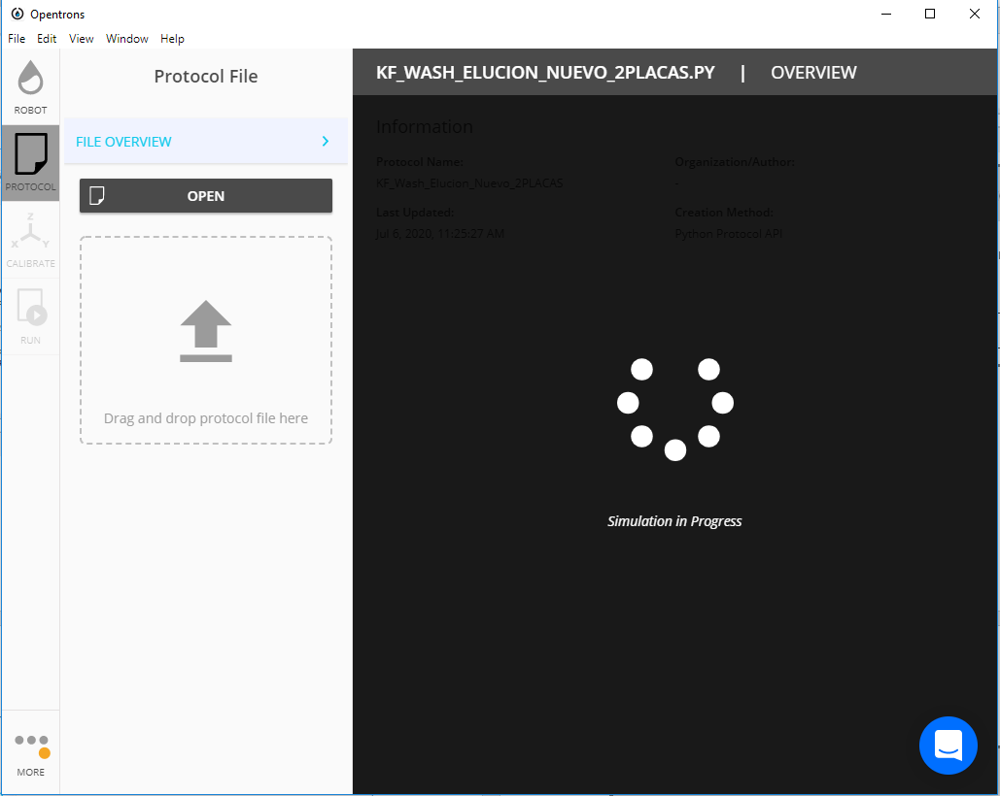 Opentrons
File Edit View Window Help
ROBOT
PROTOCOL
Z
X Y
CALIBRATE
RUN
MORE
Protocol File
FILE OVERVIEW
OPEN
Drag and drop protocol file here
KF_WASH_ELUCION_NUEVO_2PLACAS.PY | OVERVIEW
Information
Protocol Name:
KF_Wash_Elucion_Nuevo_2PLACAS
Organization/Author:
-
Last Updated:
Jul 6, 2020, 11:25:27 AM
Creation Method:
Python Protocol API
Simulation in Progress